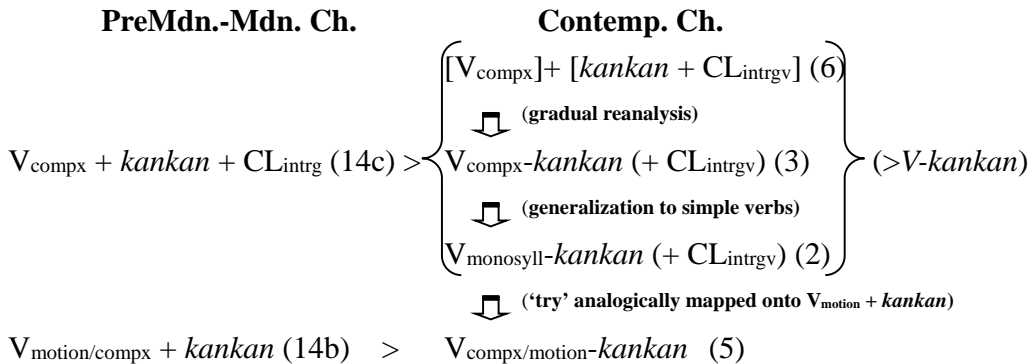 PreMdn.-Mdn. Ch. Contemp. Ch.
[Vcompx]+ [kankan + CLintrgv] (6)
(gradual reanalysis)
Vcompx + kankan + CLintrg (14c) > Vcompx-kankan (+ CLintrgv) (3) (>V-kankan)
(generalization to simple verbs)
Vmonosyll-kankan (+ CLintrgv) (2)
(‘try’ analogically mapped onto Vmotion + kankan)
Vmotion/compx + kankan (14b) > Vcompx/motion-kankan (5)